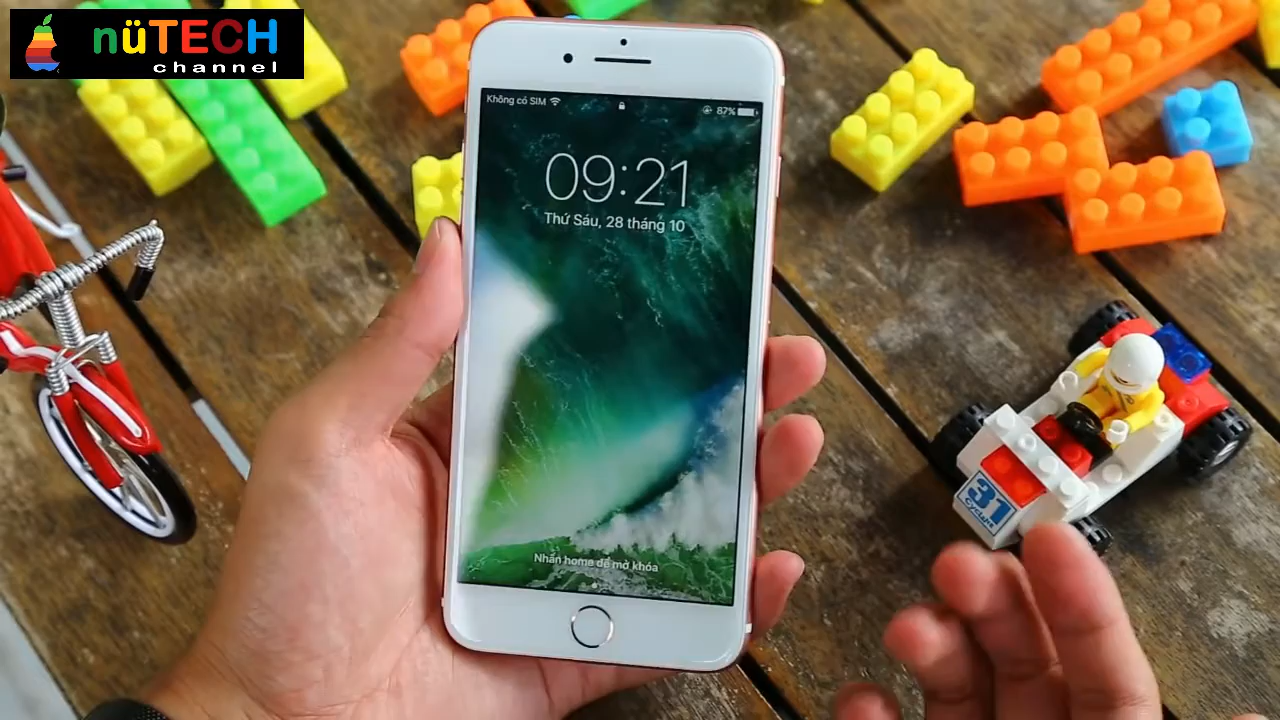 nüTECH
channel
Không có SIM
87%
09:21
Thứ Sáu, 28 tháng 10
Nhấn home để mở khóa
31